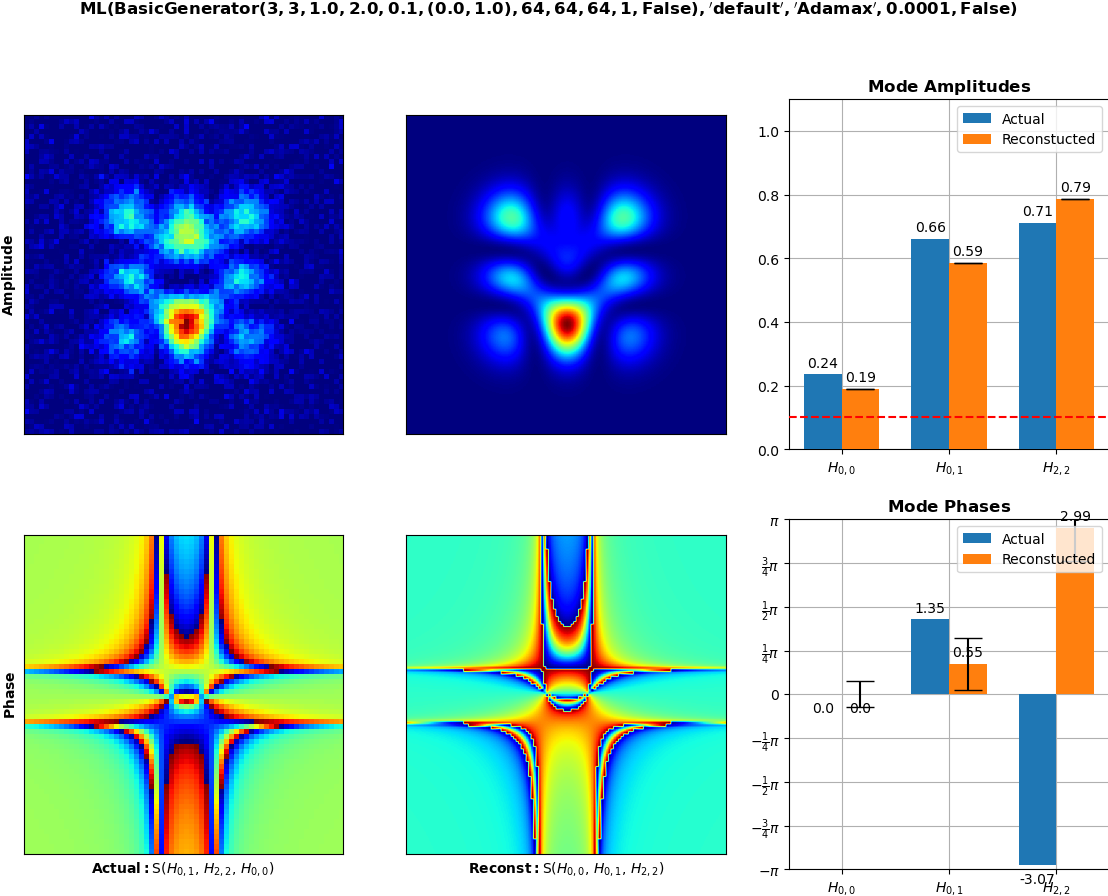 ML(BasicGenerator(3, 3, 1.0, 2.0, 0.1, (0.0, 1.0), 64, 64, 64, 1, False), ′default′, ′Adamax′, 0.0001, False)
Amplitude
Mode Amplitudes
Actual
Reconstucted
1.0
0.8
0.6
0.4
0.2
0.0
0.24
0.19
0.66
0.59
0.71
0.79
H₀,₀
H₀,₁
H₂,₂
Phase
Actual: S(H₀,₁, H₂,₂, H₀,₀)
Reconst: S(H₀,₀, H₀,₁, H₂,₂)
Mode Phases
Actual
Reconstucted
π
3/4π
1/2π
1/4π
0
−1/4π
−1/2π
−3/4π
−π
0.0
0.0
1.35
0.55
-3.07
2.99
H₀,₀
H₀,₁
H₂,₂